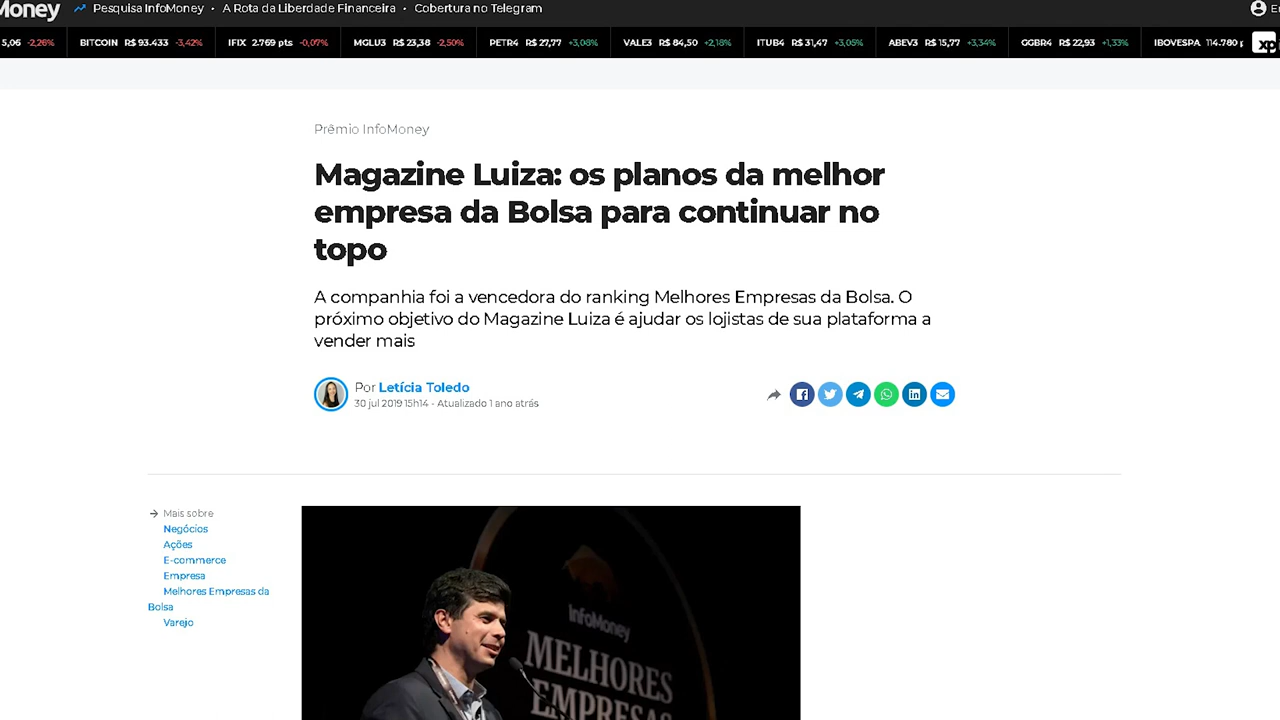 Money Pesquisa InfoMoney • A Rota da Liberdade Financeira • Cobertura no Telegram
5,06 -2,26% BITCOIN R$ 93.433 -3,42% IFIX 2.769 pts -0,07% MGLU3 R$ 23,38 -2,50% PETR4 R$ 27,77 +3,08% VALE3 R$ 84,50 +2,18% ITUB4 R$ 31,47 +3,05% ABEV3 R$ 15,77 +3,34% GGBR4 R$ 22,93 +1,33% IBOVESPA 114.780 xp
Prêmio InfoMoney
Magazine Luiza: os planos da melhor
empresa da Bolsa para continuar no
topo
A companhia foi a vencedora do ranking Melhores Empresas da Bolsa. O
próximo objetivo do Magazine Luiza é ajudar os lojistas de sua plataforma a
vender mais
Por Letícia Toledo
30 jul 2019 15h14 - Atualizado 1 ano atrás
Mais sobre
Negócios
Ações
E-commerce
Empresa
Melhores Empresas da
Bolsa
Varejo
InfoMoney
MELHORES
EMPRESAS